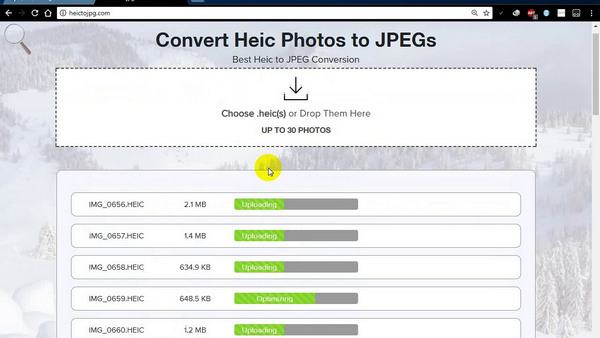 heictojpg.com
Convert Heic Photos to JPEGs
Best Heic to JPEG Conversion
Choose .heic(s) or Drop Them Here
UP TO 30 PHOTOS
IMG_0656.HEIC 2.1 MB Uploading
IMG_0657.HEIC 1.4 MB Uploading
IMG_0658.HEIC 634.9 KB Uploading
IMG_0659.HEIC 648.5 KB Optimizing
IMG_0660.HEIC 1.2 MB Uploading